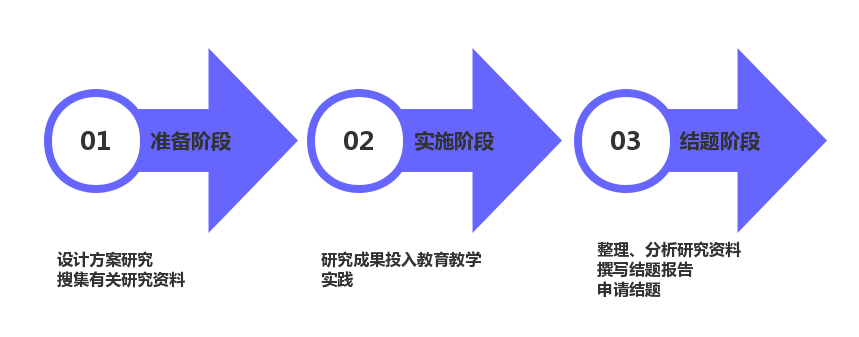 01
准备阶段
设计方案研究
搜集有关研究资料
02
实施阶段
研究成果投入教育教学
实践
03
结题阶段
整理、分析研究资料
撰写结题报告
申请结题